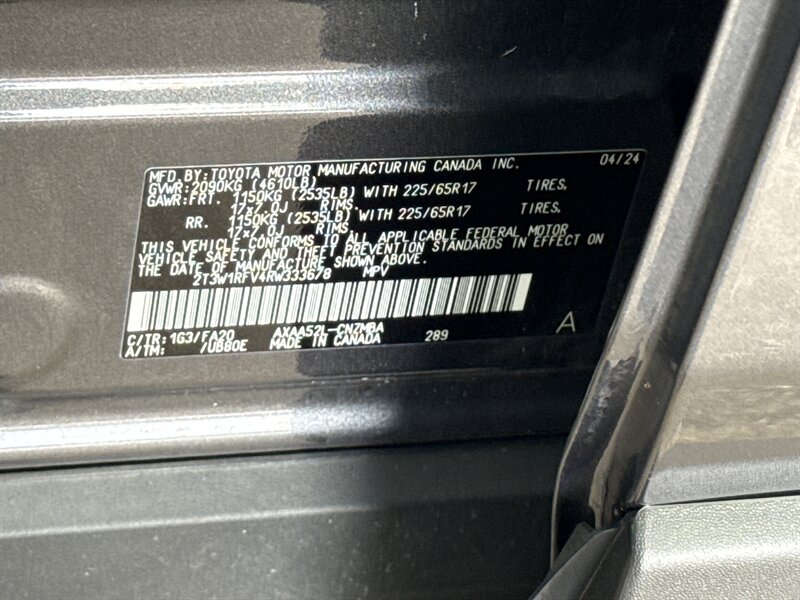 MFD. BY: TOYOTA MOTOR MANUFACTURING CANADA INC. 04/24
GVWR: 2090KG (4610LB)
GAWR: FRT. 1150KG (2535LB) WITH 225/65R17 TIRES,
17x7.0J RIMS.
RR. 1150KG (2535LB) WITH 225/65R17 TIRES,
17x7.0J RIMS.
THIS VEHICLE CONFORMS TO ALL APPLICABLE FEDERAL MOTOR
VEHICLE SAFETY AND THEFT PREVENTION STANDARDS IN EFFECT ON
THE DATE OF MANUFACTURE SHOWN ABOVE.
2T3W1RFV4RW333678 MPV
C/TR: 1G3/FA20 AXAA52L-CNZMBA 289 A
A/TM: /UB80E MADE IN CANADA